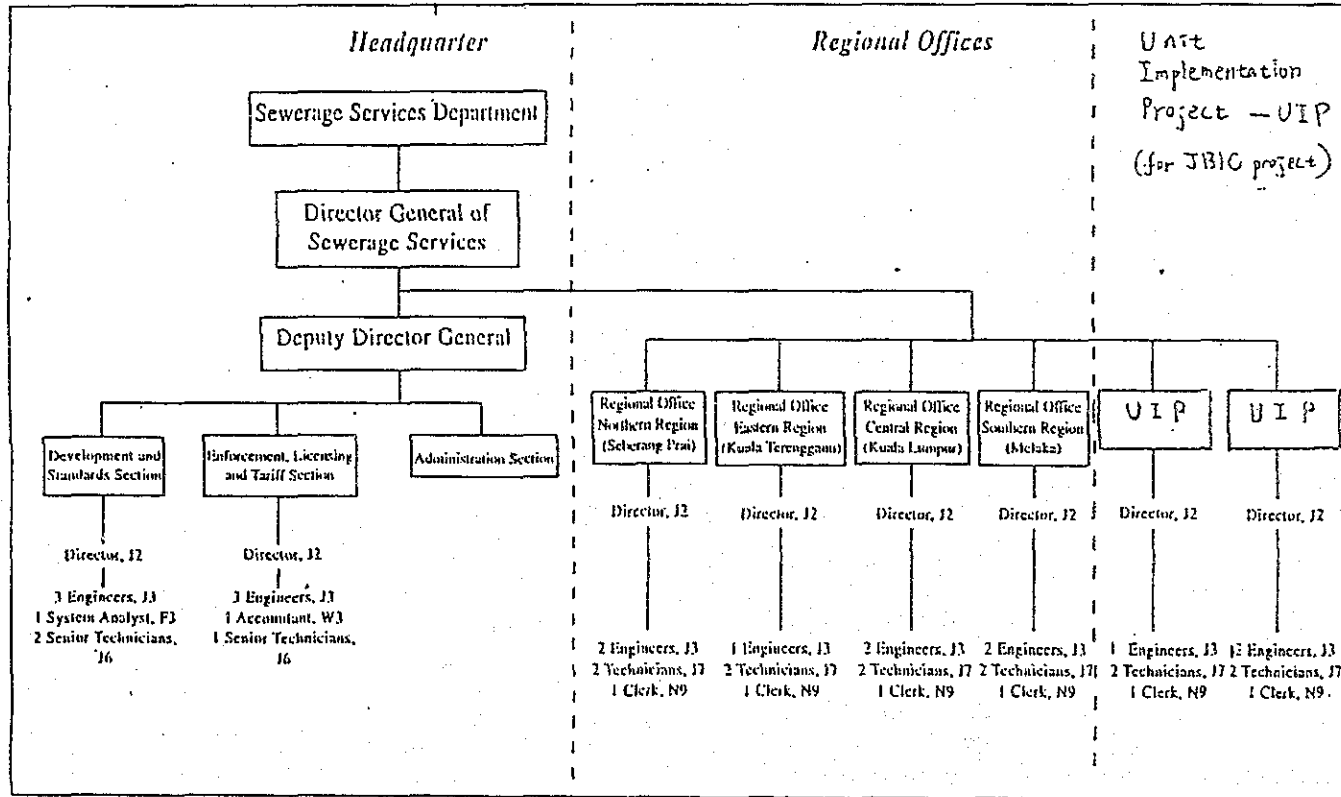 Headquarter
Regional Offices
Unit
Implementation
Project – UIP
(for JBIC project)
Sewerage Services Department
Director General of
Sewerage Services
Deputy Director General
Development and
Standards Section
Enforcement, Licensing
and Tariff Section
Administration Section
Director, J2
3 Engineers, J3
1 System Analyst, F3
2 Senior Technicians,
J6
Director, J2
3 Engineers, J3
1 Accountant, W3
1 Senior Technicians,
J6
Regional Office
Northern Region
(Seberang Prai)
Director, J2
2 Engineers, J3
2 Technicians, J7
1 Clerk, N9
Regional Office
Eastern Region
(Kuala Terengganu)
Director, J2
1 Engineers, J3
2 Technicians, J7
1 Clerk, N9
Regional Office
Central Region
(Kuala Lumpur)
Director, J2
2 Engineers, J3
2 Technicians, J7
1 Clerk, N9
Regional Office
Southern Region
(Melaka)
Director, J2
2 Engineers, J3
2 Technicians, J7
1 Clerk, N9
UIP
Director, J2
1 Engineers, J3
2 Technicians, J7
1 Clerk, N9
UIP
Director, J2
2 Engineers, J3
2 Technicians, J7
1 Clerk, N9